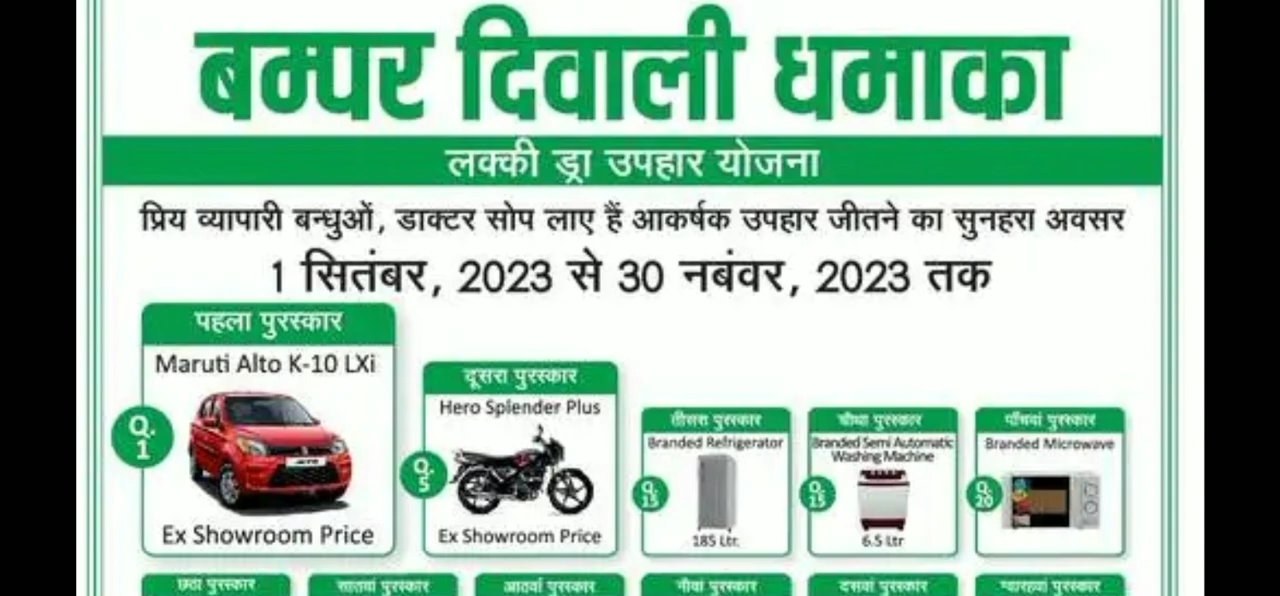 बम्पर दिवाली धमाका
लक्की ड्रा उपहार योजना
प्रिय व्यापारी बन्धुओं, डाक्टर सोप लाए हैं आकर्षक उपहार जीतने का सुनहरा अवसर
1 सितंबर, 2023 से 30 नबंवर, 2023 तक
पहला पुरस्कार
Maruti Alto K-10 LXi
Q.
1
Ex Showroom Price
दूसरा पुरस्कार
Hero Splender Plus
Q.
5
Ex Showroom Price
तीसरा पुरस्कार
Branded Refrigerator
Q.
15
185 Ltr.
चौथा पुरस्कार
Branded Semi Automatic
Washing Machine
Q.
15
6.5 Ltr
पाँचवां पुरस्कार
Branded Microwave
Q.
20
छठा पुरस्कार
सातवां पुरस्कार
आठवां पुरस्कार
नौवां पुरस्कार
दसवां पुरस्कार
ग्यारहवां पुरस्कार